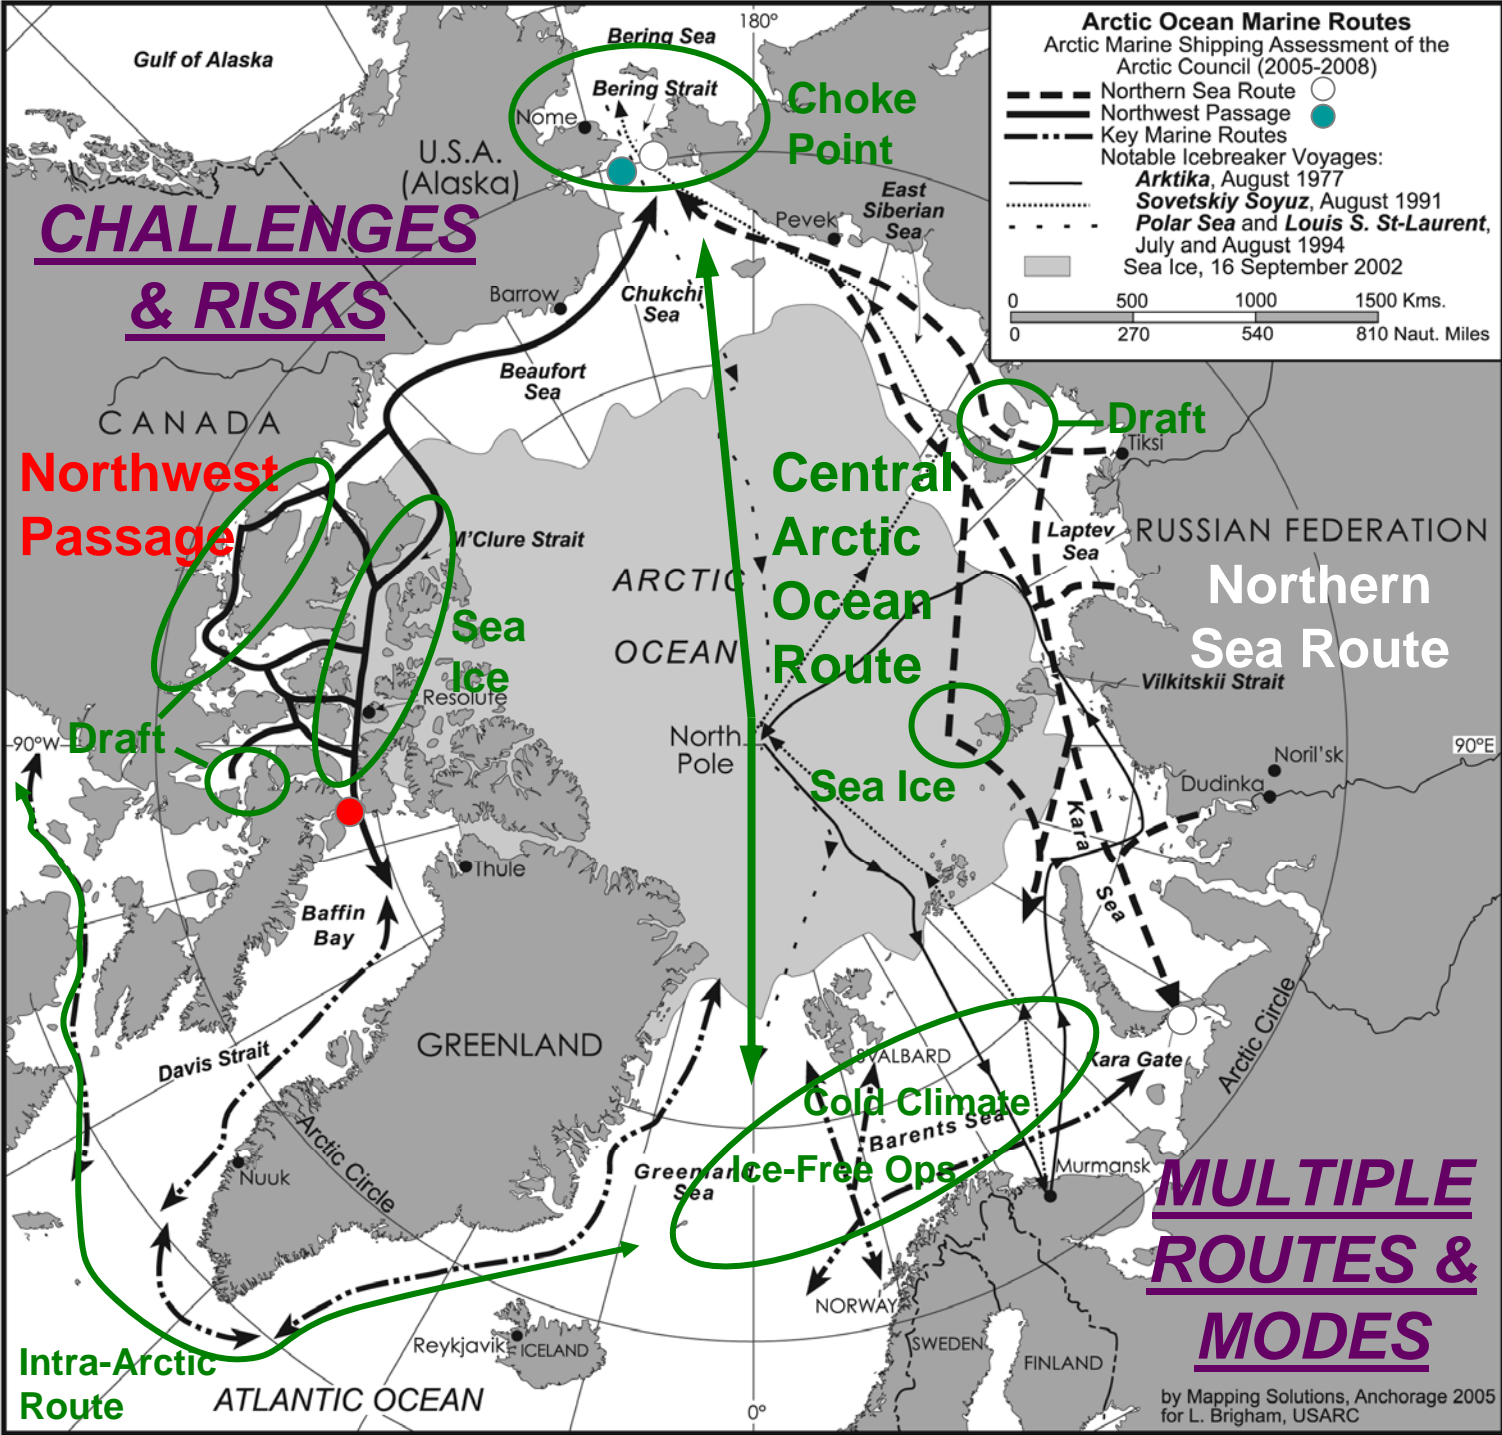 180°
Bering Sea
Gulf of Alaska
Bering Strait
Nome
Choke
Point
U.S.A.
(Alaska)
East
Siberian
Sea
Pevek
Arctic Ocean Marine Routes
Arctic Marine Shipping Assessment of the
Arctic Council (2005-2008)
Northern Sea Route
Northwest Passage
Key Marine Routes
Notable Icebreaker Voyages:
Arktika, August 1977
Sovetskiy Soyuz, August 1991
Polar Sea and Louis S. St-Laurent,
July and August 1994
Sea Ice, 16 September 2002
0 500 1000 1500 Kms.
0 270 540 810 Naut. Miles
CHALLENGES
& RISKS
Barrow
Chukchi
Sea
Beaufort
Sea
CANADA
Northwest
Passage
M'Clure Strait
Sea
Ice
Resolute
Draft
90°W
ARCTIC
OCEAN
Central
Arctic
Ocean
Route
North
Pole
Sea Ice
Draft
Tiksi
Laptev
Sea
RUSSIAN FEDERATION
Northern
Sea Route
Vilkitskii Strait
90°E
Noril'sk
Dudinka
Kara
Sea
Thule
Baffin
Bay
Davis Strait
GREENLAND
Arctic Circle
Nuuk
SVALBARD
Kara Gate
Arctic Circle
Cold Climate
Barents Sea
Ice-Free Ops
Greenland
Sea
Murmansk
MULTIPLE
ROUTES &
MODES
NORWAY
SWEDEN
FINLAND
Reykjavik
ICELAND
Intra-Arctic
Route
ATLANTIC OCEAN
0°
by Mapping Solutions, Anchorage 2005
for L. Brigham, USARC